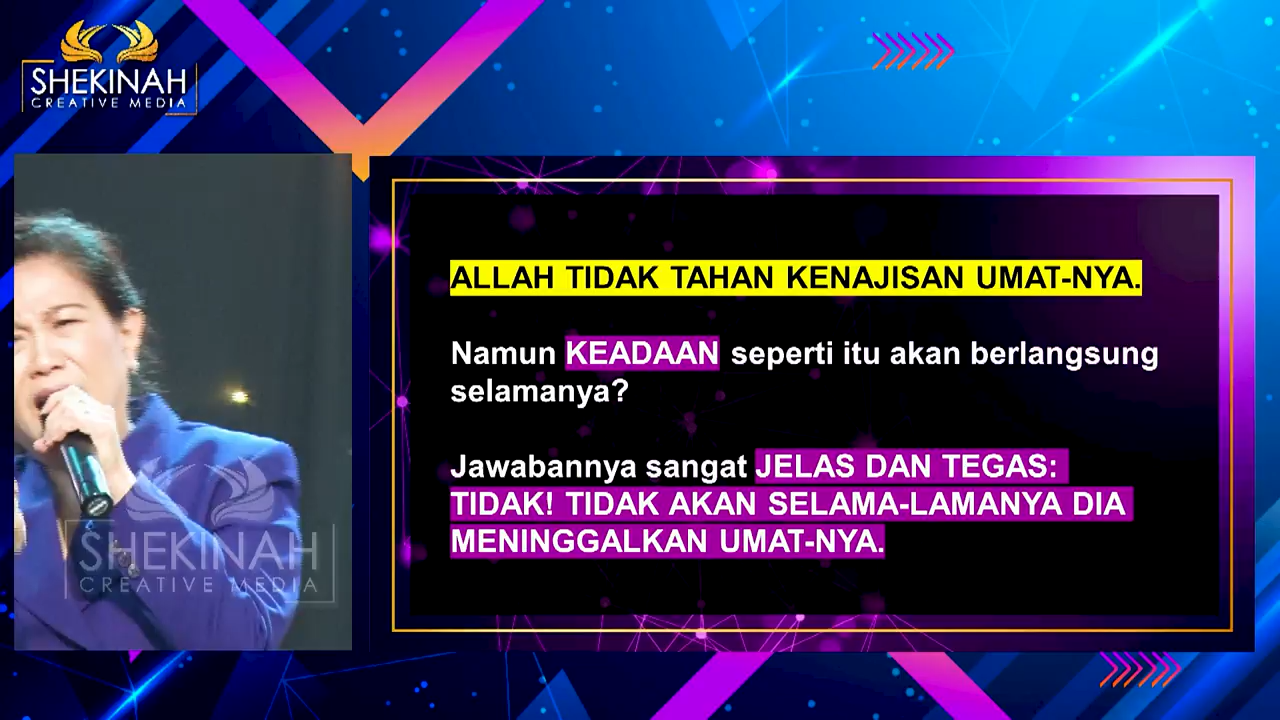 SHEKINAH
CREATIVE MEDIA
ALLAH TIDAK TAHAN KENAJISAN UMAT-NYA.
Namun KEADAAN seperti itu akan berlangsung
selamanya?
Jawabannya sangat JELAS DAN TEGAS:
TIDAK! TIDAK AKAN SELAMA-LAMANYA DIA
MENINGGALKAN UMAT-NYA.
SHEKINAH
CREATIVE MEDIA